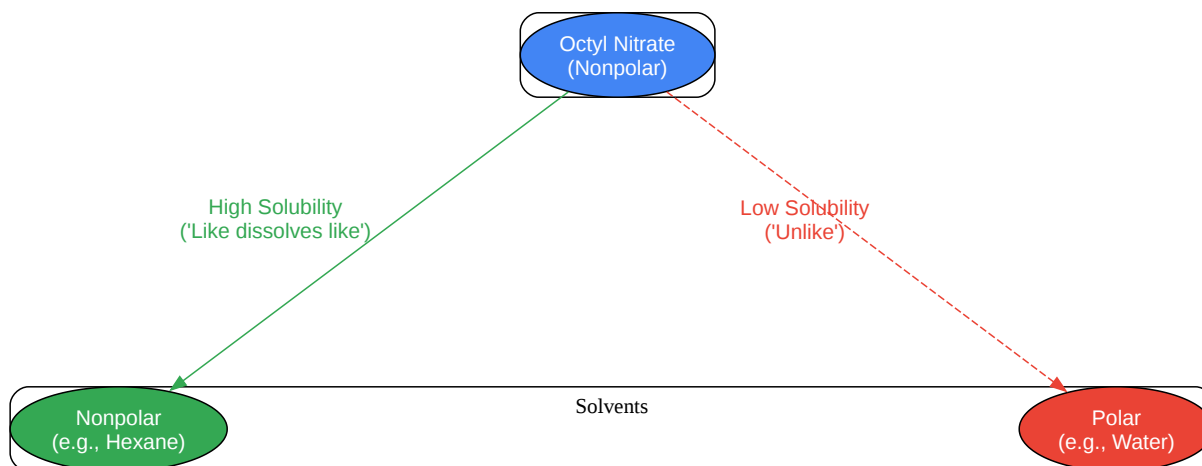 Octyl Nitrate
(Nonpolar)
High Solubility
('Like dissolves like')
Low Solubility
('Unlike')
Solvents
Nonpolar
(e.g., Hexane)
Polar
(e.g., Water)